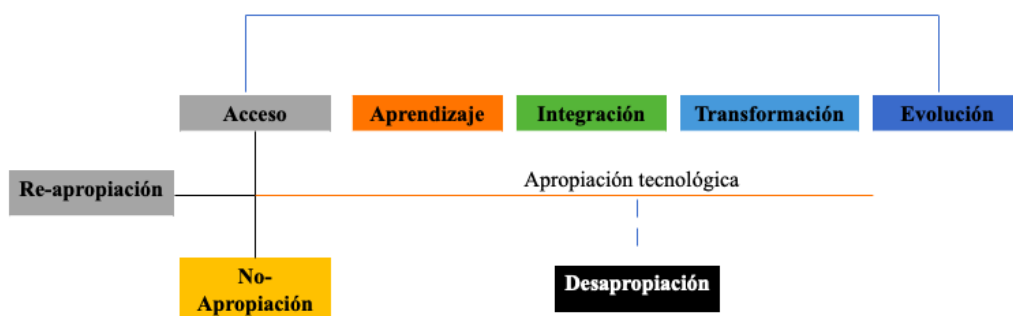 Acceso
Aprendizaje
Integración
Transformación
Evolución
Re-apropiación
Apropiación tecnológica
No-
Apropiación
Desapropiación